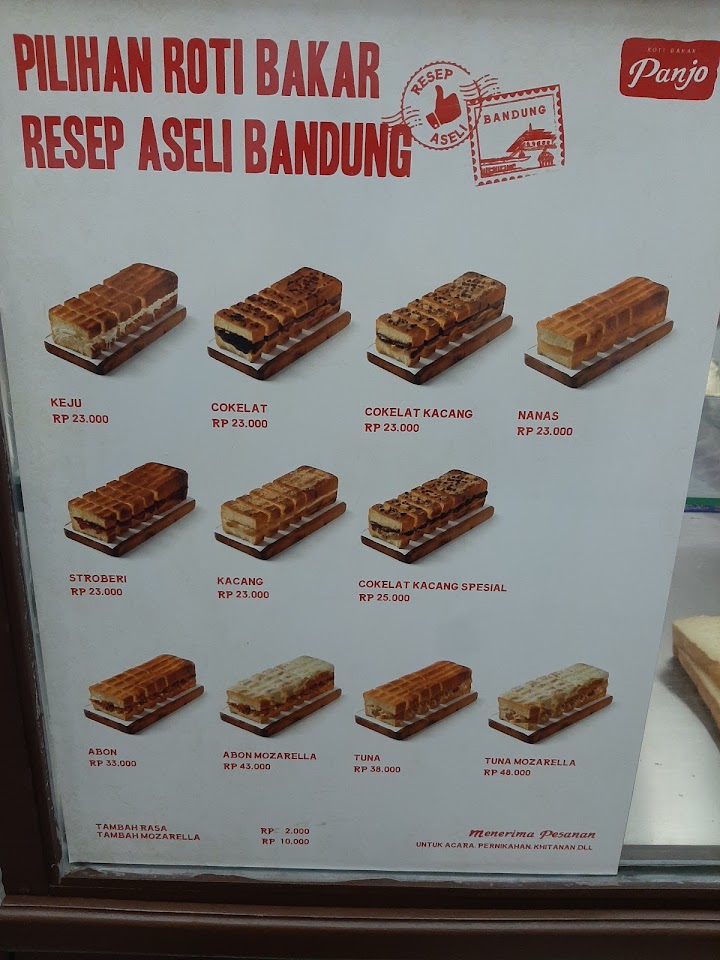 PILIHAN ROTI BAKAR
RESEP ASELI BANDUNG
RESEP
ASELI
BANDUNG
ROTI BAKAR
Panjo
KEJU
RP 23.000
COKELAT
RP 23.000
COKELAT KACANG
RP 23.000
NANAS
RP 23.000
STROBERI
RP 23.000
KACANG
RP 23.000
COKELAT KACANG SPESIAL
RP 25.000
ABON
RP 33.000
ABON MOZARELLA
RP 43.000
TUNA
RP 38.000
TUNA MOZARELLA
RP 48.000
TAMBAH RASA RP 2.000
TAMBAH MOZARELLA RP 10.000
Menerima Pesanan
UNTUK ACARA, PERNIKAHAN, KHITANAN DLL